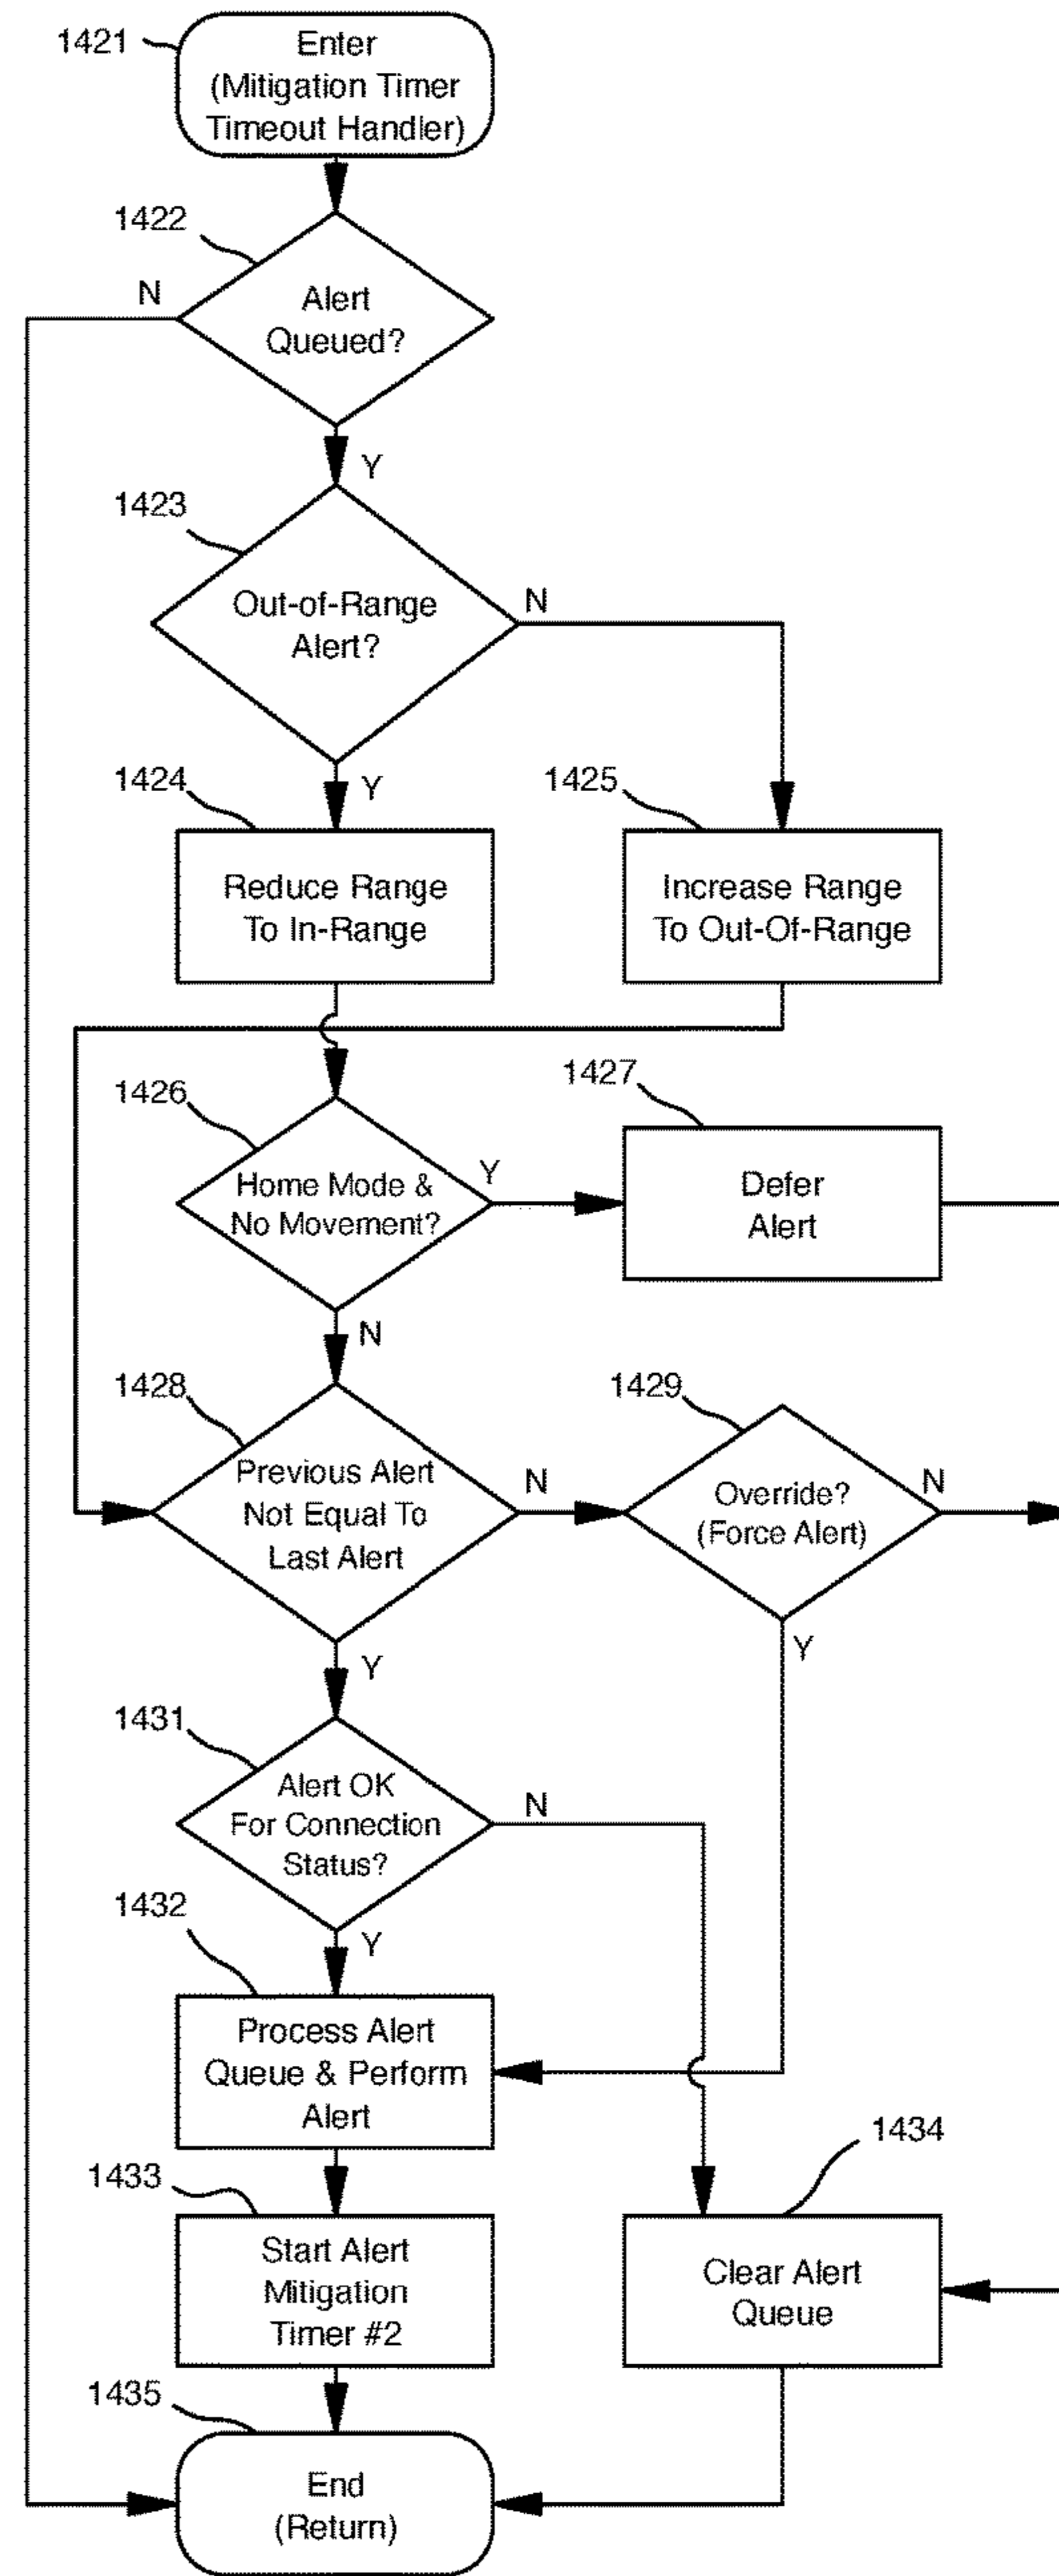 1421
Enter
(Mitigation Timer
Timeout Handler)
1422
N
Alert
Queued?
Y
1423
Out-of-Range
Alert?
N
Y
1424
Reduce Range
To In-Range
1425
Increase Range
To Out-Of-Range
1426
Home Mode &
No Movement?
Y
1427
Defer
Alert
N
1428
Previous Alert
Not Equal To
Last Alert
N
1429
Override?
(Force Alert)
N
Y
Y
1431
Alert OK
For Connection
Status?
N
Y
1432
Process Alert
Queue & Perform
Alert
1433
Start Alert
Mitigation
Timer #2
1434
Clear Alert
Queue
1435
End
(Return)